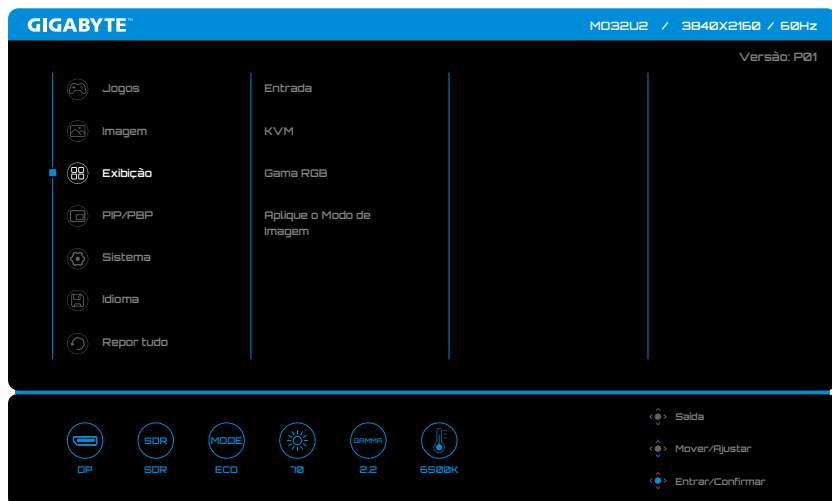 GIGABYTE™
MO32U2 / 3840X2160 / 60Hz
Versão: P01
Jogos
Imagem
Exibição
PIP/PBP
Sistema
Idioma
Repor tudo
Entrada
KVM
Gama RGB
Aplique o Modo de
Imagem
SDR
MODE
GAMMA
DP
SDR
ECO
70
2.2
6500K
Saída
Mover/Ajustar
Entrar/Confirmar